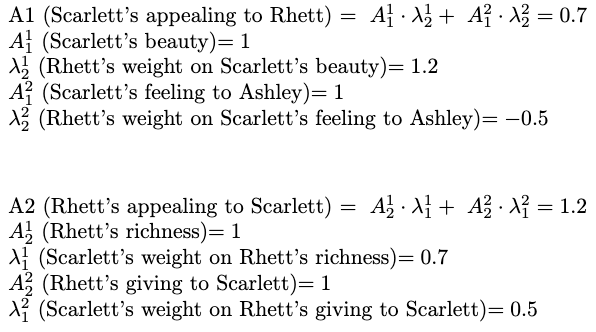 A1 (Scarlett's appealing to Rhett) = A₁¹ · λ₂¹ + A₁² · λ₂² = 0.7
A₁¹ (Scarlett's beauty)= 1
λ₂¹ (Rhett's weight on Scarlett's beauty)= 1.2
A₁² (Scarlett's feeling to Ashley)= 1
λ₂² (Rhett's weight on Scarlett's feeling to Ashley)= −0.5
A2 (Rhett's appealing to Scarlett) = A₂¹ · λ₁¹ + A₂² · λ₁² = 1.2
A₂¹ (Rhett's richness)= 1
λ₁¹ (Scarlett's weight on Rhett's richness)= 0.7
A₂² (Rhett's giving to Scarlett)= 1
λ₁² (Scarlett's weight on Rhett's giving to Scarlett)= 0.5